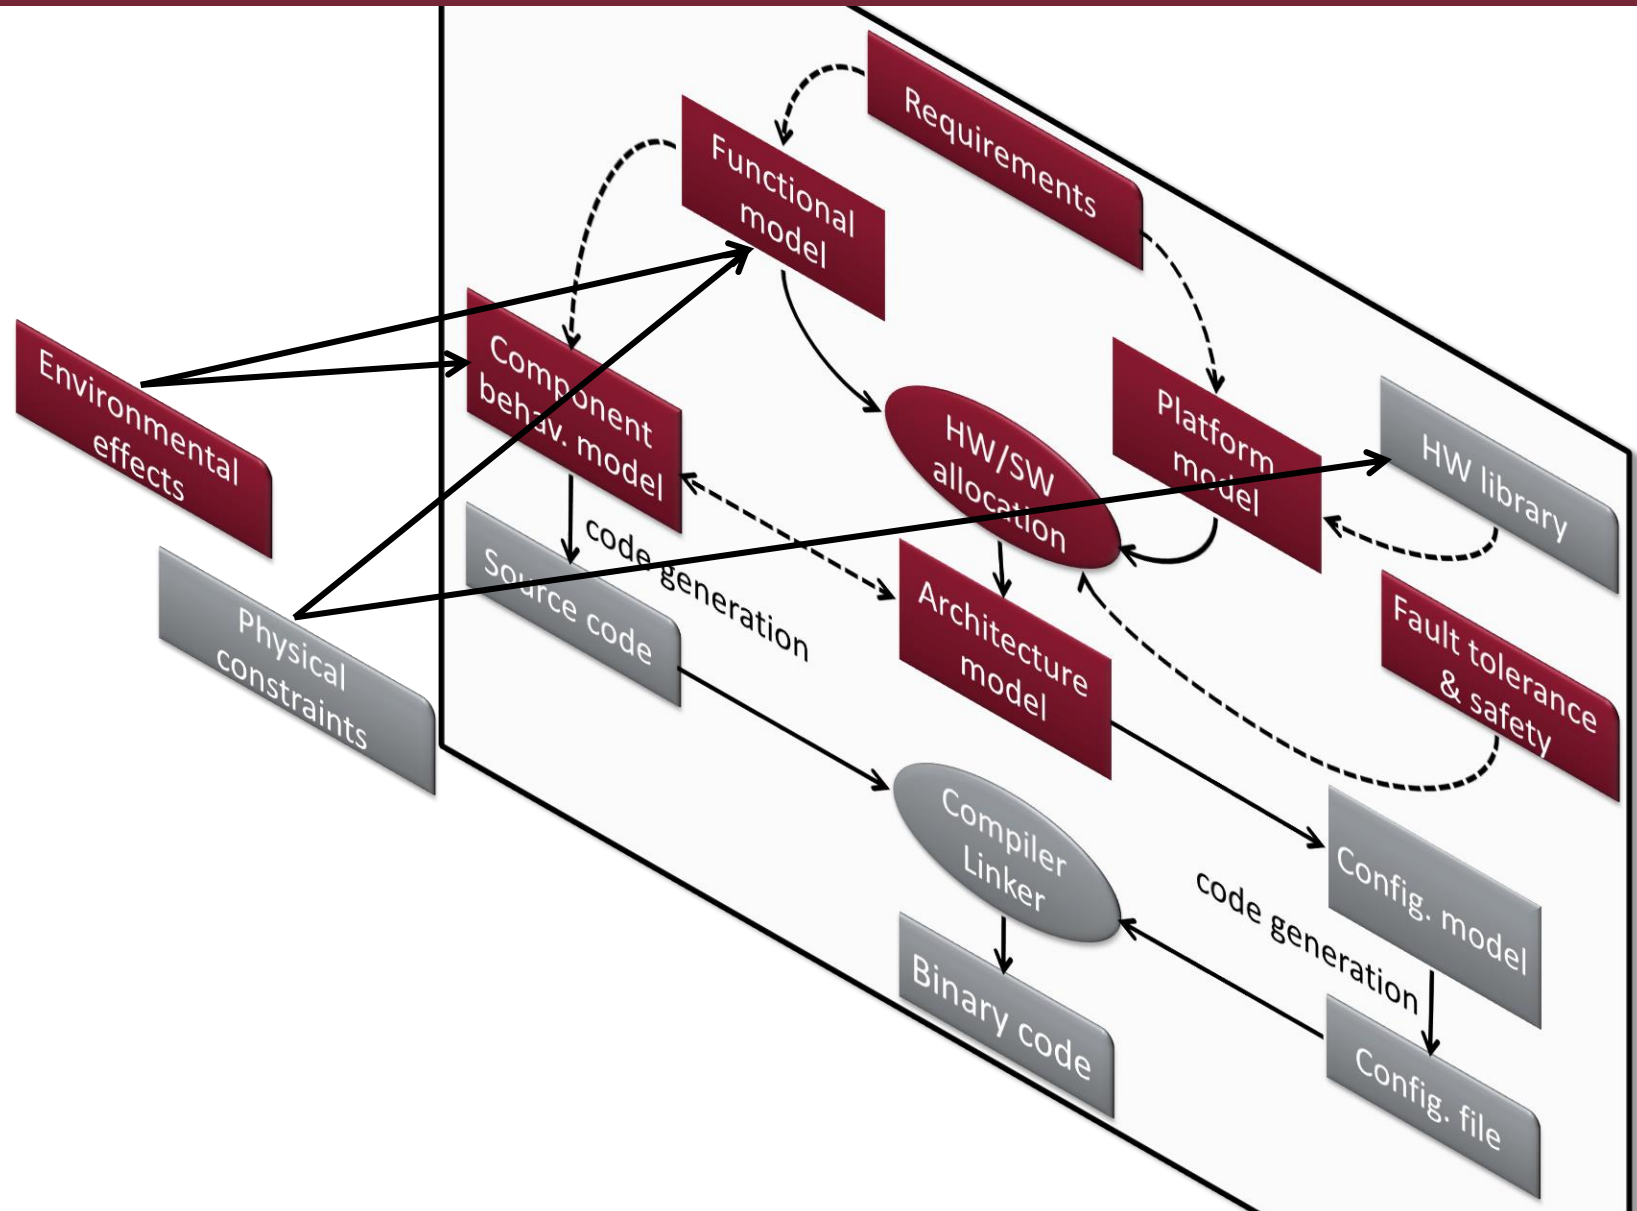 Requirements
Functional
model
Environmental
effects
Component
behav. model
HW/SW
allocation
Platform
model
HW library
code generation
Source code
Physical
constraints
Architecture
model
Fault tolerance
& safety
Compiler
Linker
Config. model
code generation
Binary code
Config. file